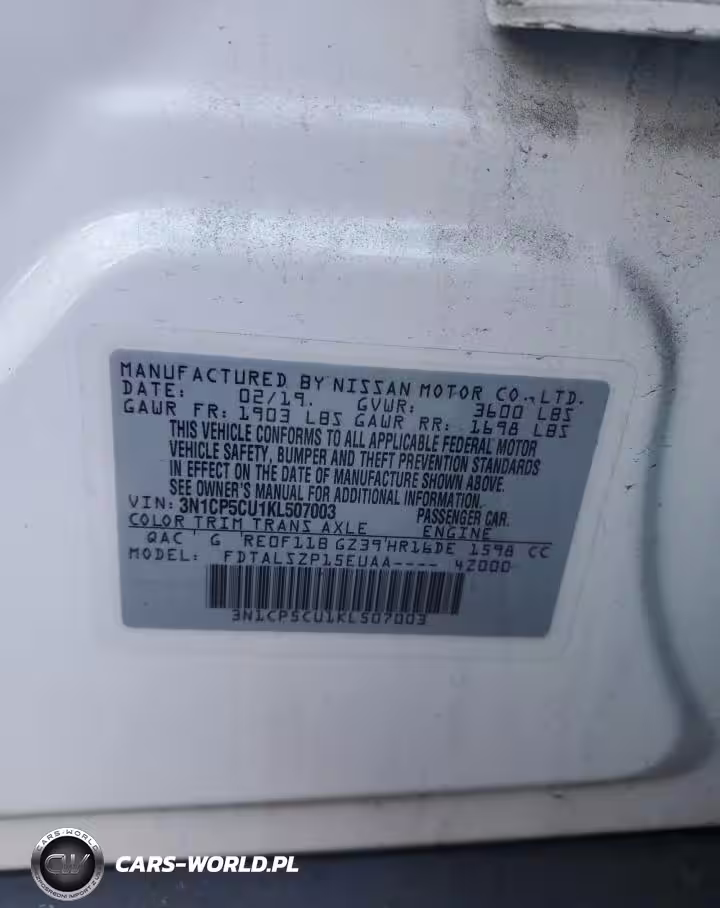 MANUFACTURED BY NISSAN MOTOR CO., LTD.
DATE: 02/19. GVWR: 3600 LBS
GAWR FR: 1903 LBS GAWR RR: 1698 LBS
THIS VEHICLE CONFORMS TO ALL APPLICABLE FEDERAL MOTOR
VEHICLE SAFETY, BUMPER AND THEFT PREVENTION STANDARDS
IN EFFECT ON THE DATE OF MANUFACTURE SHOWN ABOVE.
SEE OWNER'S MANUAL FOR ADDITIONAL INFORMATION.
VIN: 3N1CP5CU1KL507003 PASSENGER CAR.
COLOR TRIM TRANS AXLE ENGINE
QAC G RE0F11B GZ39 HR16DE 1598 CC
MODEL: FDTALSZP15EUAA---- 42000
3N1CP5CU1KL507003
CARS-WORLD
CW
CARS-WORLD.PL